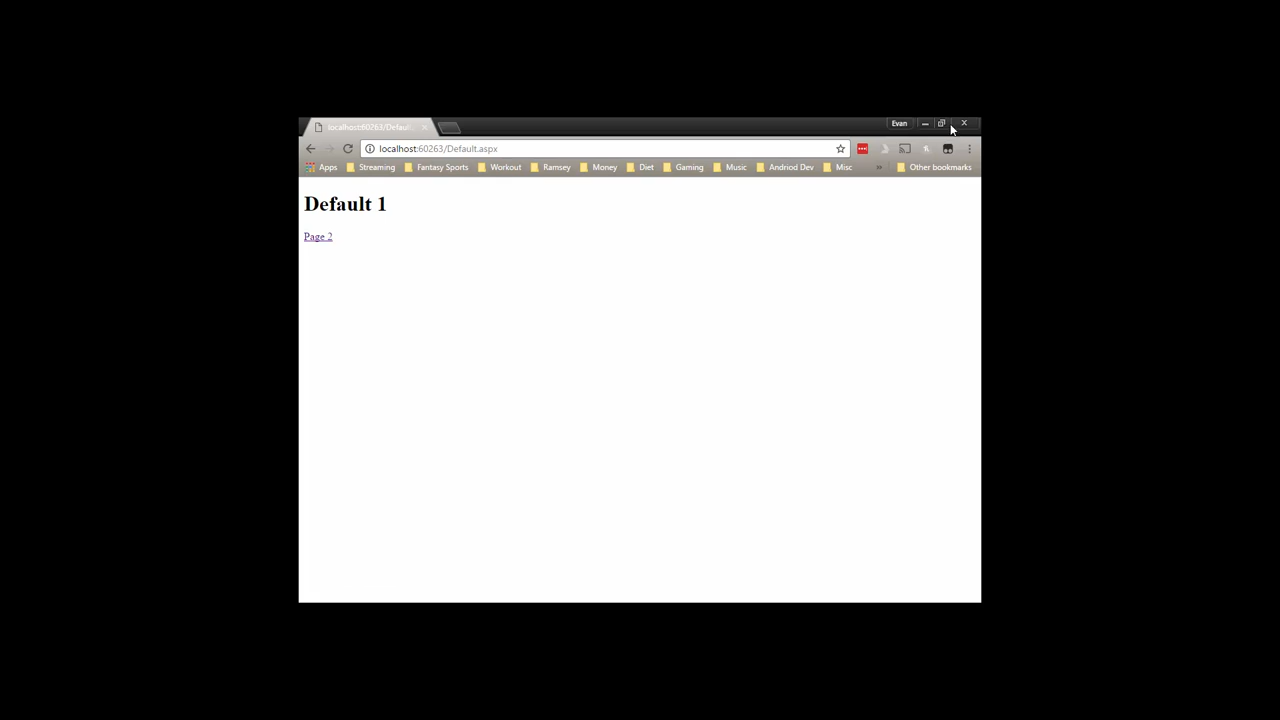 localhost:60263/Defaul
Evan
localhost:60263/Default.aspx
Apps Streaming Fantasy Sports Workout Ramsey Money Diet Gaming Music Andriod Dev Misc » Other bookmarks
Default 1
Page 2